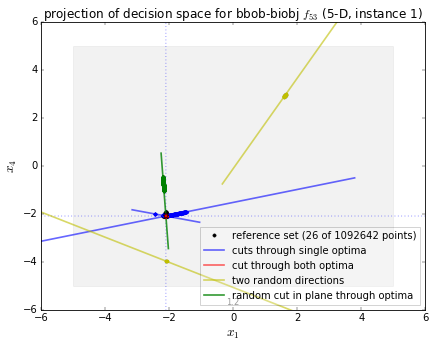 projection of decision space for bbob-biobj f53 (5-D, instance 1)
6
4
2
0
−2
−4
−6
x4
−6
−4
−2
0
2
4
6
x1
reference set (26 of 1092642 points)
cuts through single optima
cut through both optima
two random directions
random cut in plane through optima
1.2